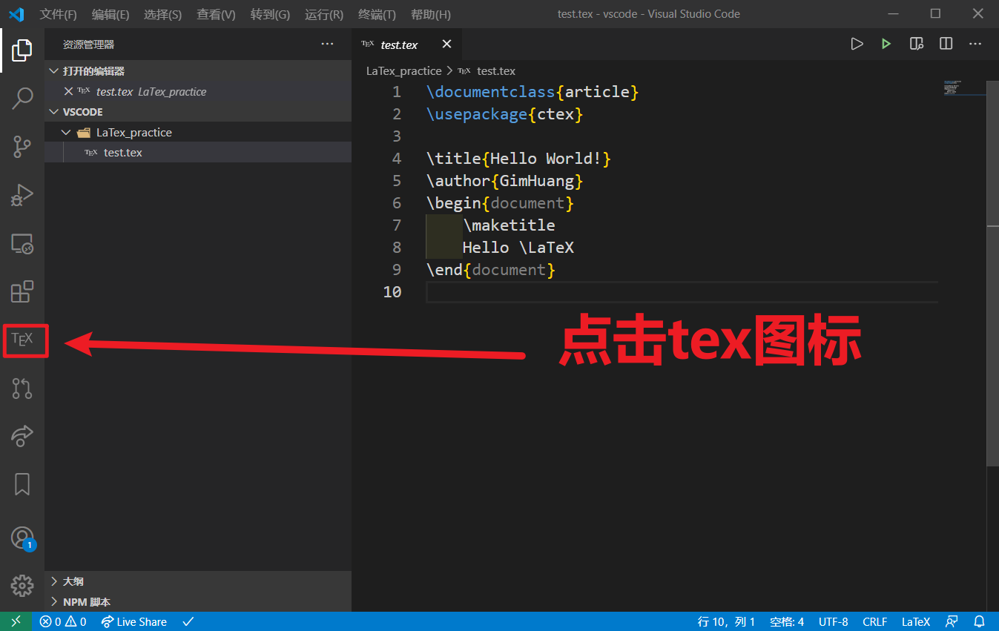 文件(F) 编辑(E) 选择(S) 查看(V) 转到(G) 运行(R) 终端(T) 帮助(H) test.tex - vscode - Visual Studio Code
资源管理器
打开的编辑器
TEX test.tex LaTex_practice
VSCODE
LaTex_practice
TEX test.tex
TEX test.tex
LaTex_practice > TEX test.tex
1 \documentclass{article}
2 \usepackage{ctex}
3
4 \title{Hello World!}
5 \author{GimHuang}
6 \begin{document}
7 \maketitle
8 Hello \LaTeX
9 \end{document}
10
TEX
点击tex图标
1
大纲
NPM 脚本
0 0 Live Share 行 10，列 1 空格: 4 UTF-8 CRLF LaTeX